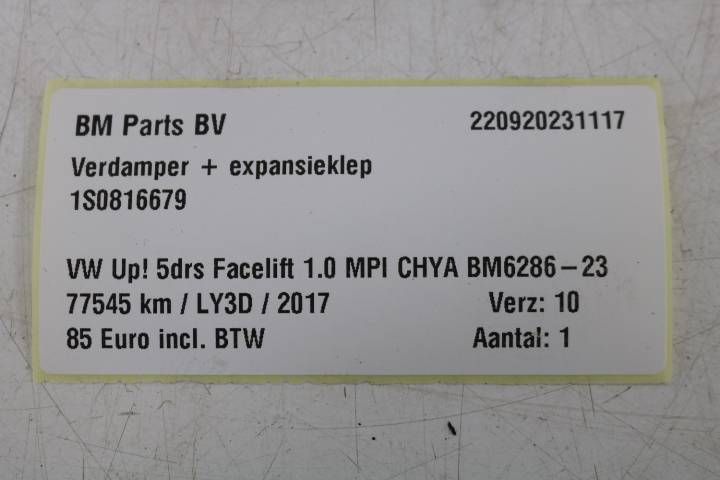 BM Parts BV 220920231117
Verdamper + expansieklep
1S0816679
VW Up! 5drs Facelift 1.0 MPI CHYA BM6286-23
77545 km / LY3D / 2017 Verz: 10
85 Euro incl. BTW Aantal: 1